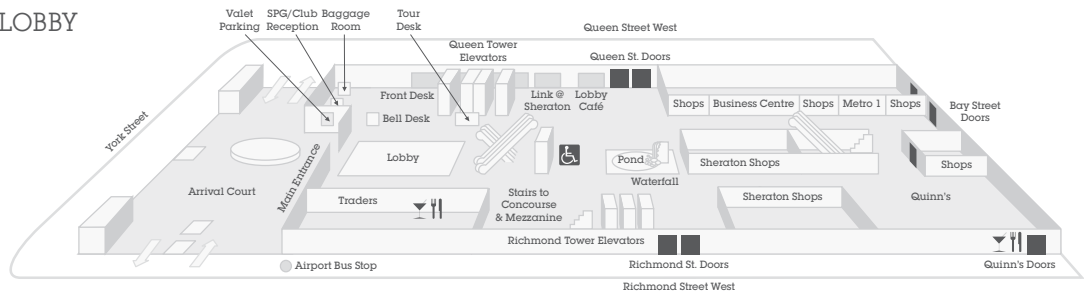 LOBBY
Valet
Parking
SPG/Club
Reception
Baggage
Room
Tour
Desk
Queen Street West
Queen Tower
Elevators
Queen St. Doors
Front Desk
Link @
Sheraton
Lobby
Café
Shops
Business Centre
Shops
Metro 1
Shops
Bay Street
Doors
York Street
Bell Desk
Lobby
Pond
Waterfall
Sheraton Shops
Shops
Arrival Court
Main Entrance
Traders
Stairs to
Concourse
& Mezzanine
Sheraton Shops
Quinn's
Richmond Tower Elevators
Airport Bus Stop
Richmond St. Doors
Quinn's Doors
Richmond Street West